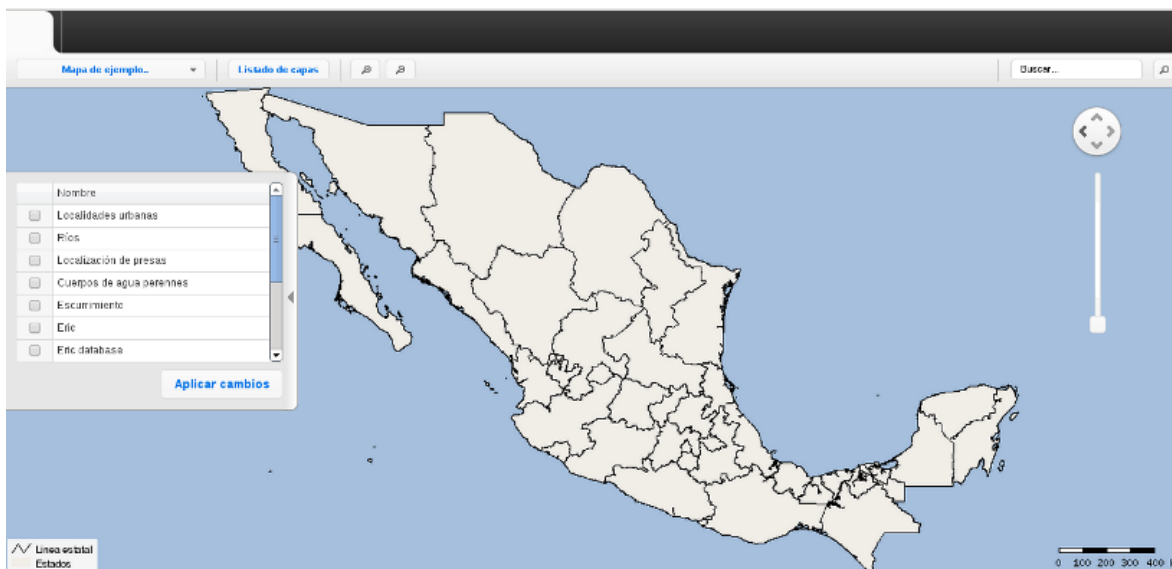 Mapa de ejemplo..
Listado de capas
Buscar...
Nombre
Localidades urbanas
Ríos
Localización de presas
Cuerpos de agua perennes
Escurrimiento
Eric
Eric database
Aplicar cambios
Linea estatal
Estados
0 100 200 300 400